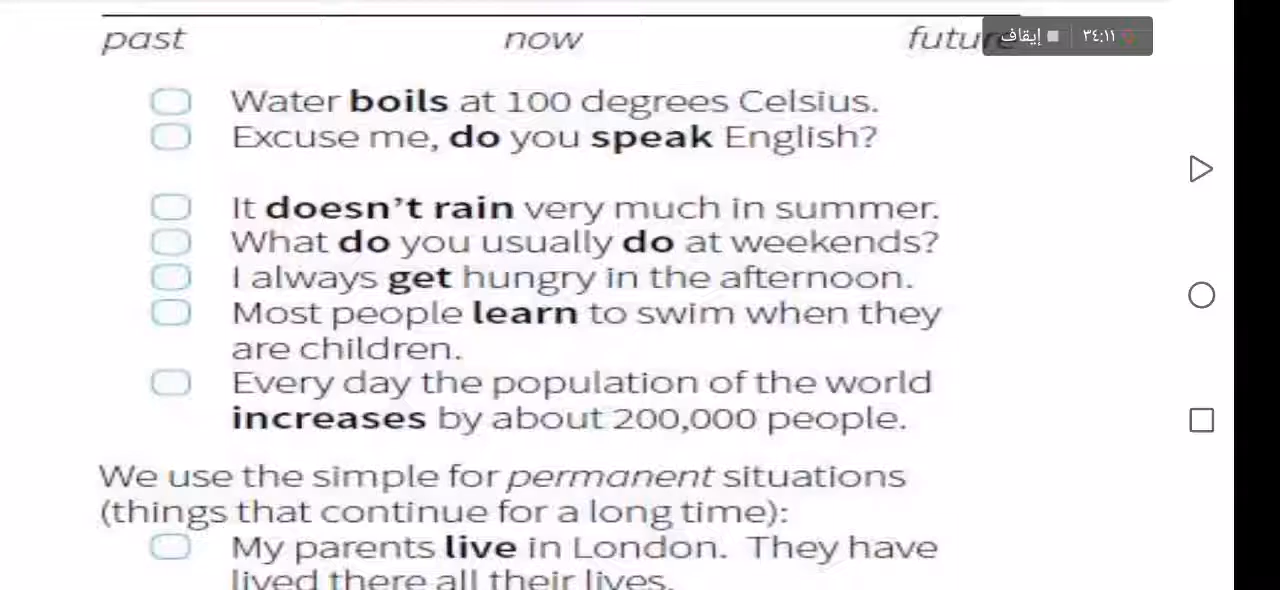 past now future
إيقاف ٣٤:١١
Water boils at 100 degrees Celsius.
Excuse me, do you speak English?
It doesn't rain very much in summer.
What do you usually do at weekends?
I always get hungry in the afternoon.
Most people learn to swim when they
are children.
Every day the population of the world
increases by about 200,000 people.
We use the simple for permanent situations
(things that continue for a long time):
My parents live in London. They have
lived there all their lives.